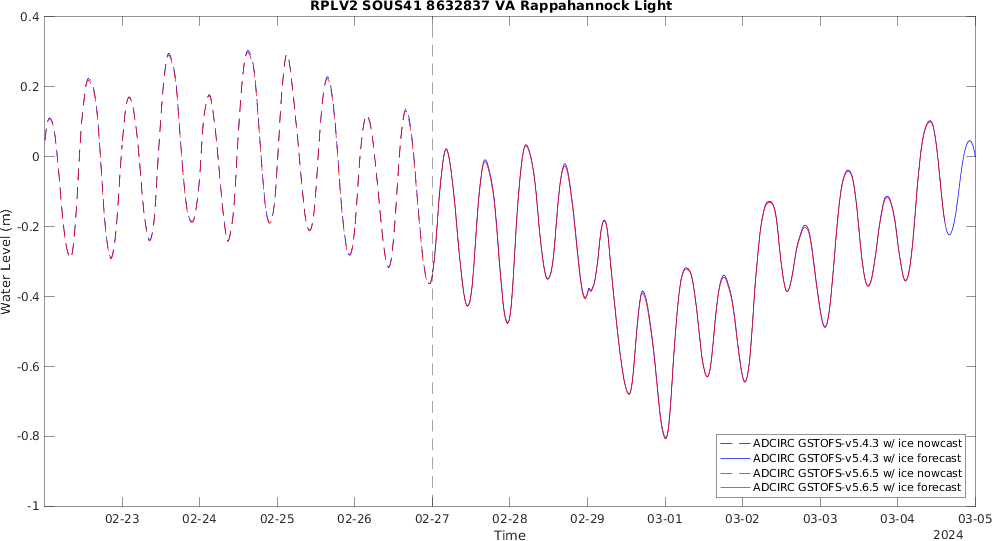 RPLV2 SOUS41 8632837 VA Rappahannock Light
0.4
0.2
0
-0.2
-0.4
-0.6
-0.8
-1
Water Level (m)
02-23 02-24 02-25 02-26 02-27 02-28 02-29 03-01 03-02 03-03 03-04 03-05
Time
2024
ADCIRC GSTOFS-v5.4.3 w/ ice nowcast
ADCIRC GSTOFS-v5.4.3 w/ ice forecast
ADCIRC GSTOFS-v5.6.5 w/ ice nowcast
ADCIRC GSTOFS-v5.6.5 w/ ice forecast